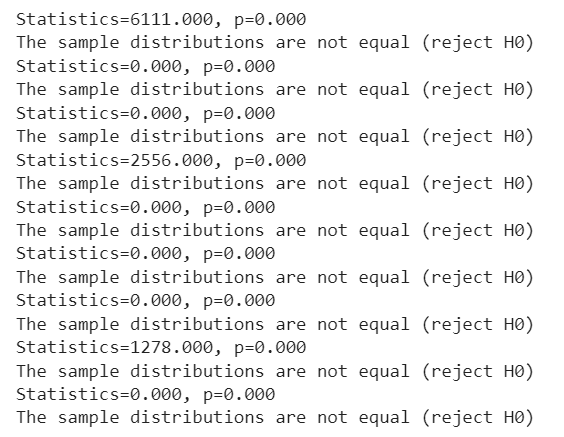 Statistics=6111.000, p=0.000
The sample distributions are not equal (reject H0)
Statistics=0.000, p=0.000
The sample distributions are not equal (reject H0)
Statistics=0.000, p=0.000
The sample distributions are not equal (reject H0)
Statistics=2556.000, p=0.000
The sample distributions are not equal (reject H0)
Statistics=0.000, p=0.000
The sample distributions are not equal (reject H0)
Statistics=0.000, p=0.000
The sample distributions are not equal (reject H0)
Statistics=0.000, p=0.000
The sample distributions are not equal (reject H0)
Statistics=1278.000, p=0.000
The sample distributions are not equal (reject H0)
Statistics=0.000, p=0.000
The sample distributions are not equal (reject H0)